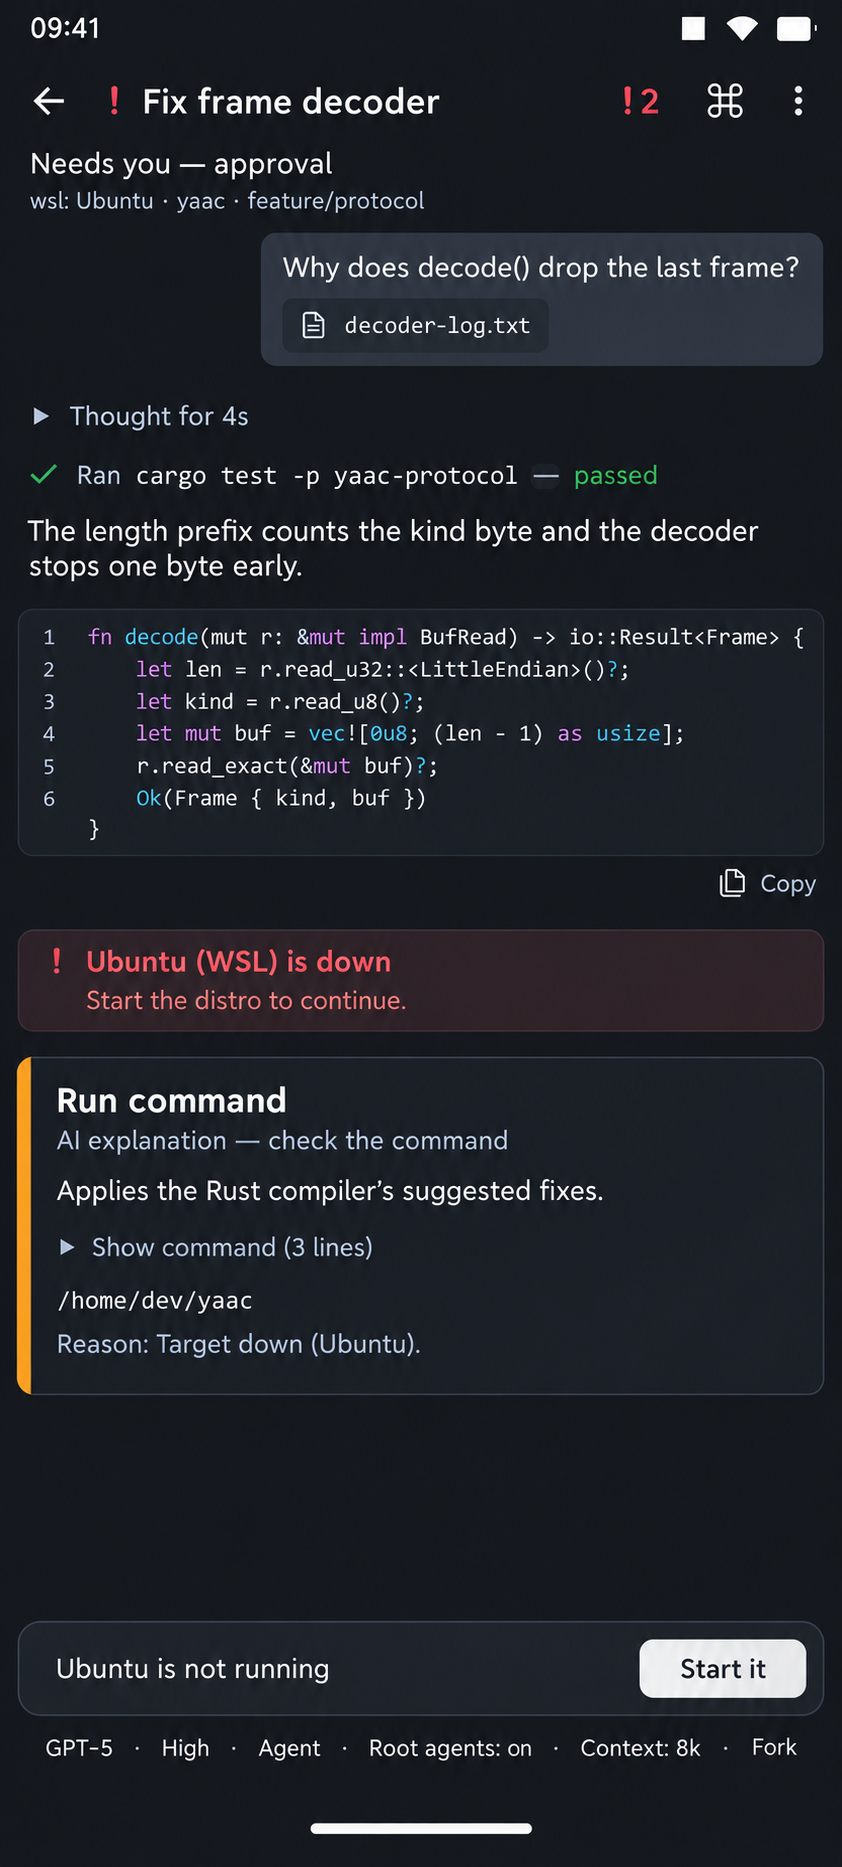 09:41
! Fix frame decoder !2
Needs you — approval
wsl: Ubuntu · yaac · feature/protocol
Why does decode() drop the last frame?
decoder-log.txt
Thought for 4s
Ran cargo test -p yaac-protocol — passed
The length prefix counts the kind byte and the decoder
stops one byte early.
1 fn decode(mut r: &mut impl BufRead) -> io::Result<Frame> {
2 let len = r.read_u32::<LittleEndian>()?;
3 let kind = r.read_u8()?;
4 let mut buf = vec![0u8; (len - 1) as usize];
5 r.read_exact(&mut buf)?;
6 Ok(Frame { kind, buf })
}
Copy
! Ubuntu (WSL) is down
Start the distro to continue.
Run command
AI explanation — check the command
Applies the Rust compiler’s suggested fixes.
Show command (3 lines)
/home/dev/yaac
Reason: Target down (Ubuntu).
Ubuntu is not running Start it
GPT-5 · High · Agent · Root agents: on · Context: 8k · Fork